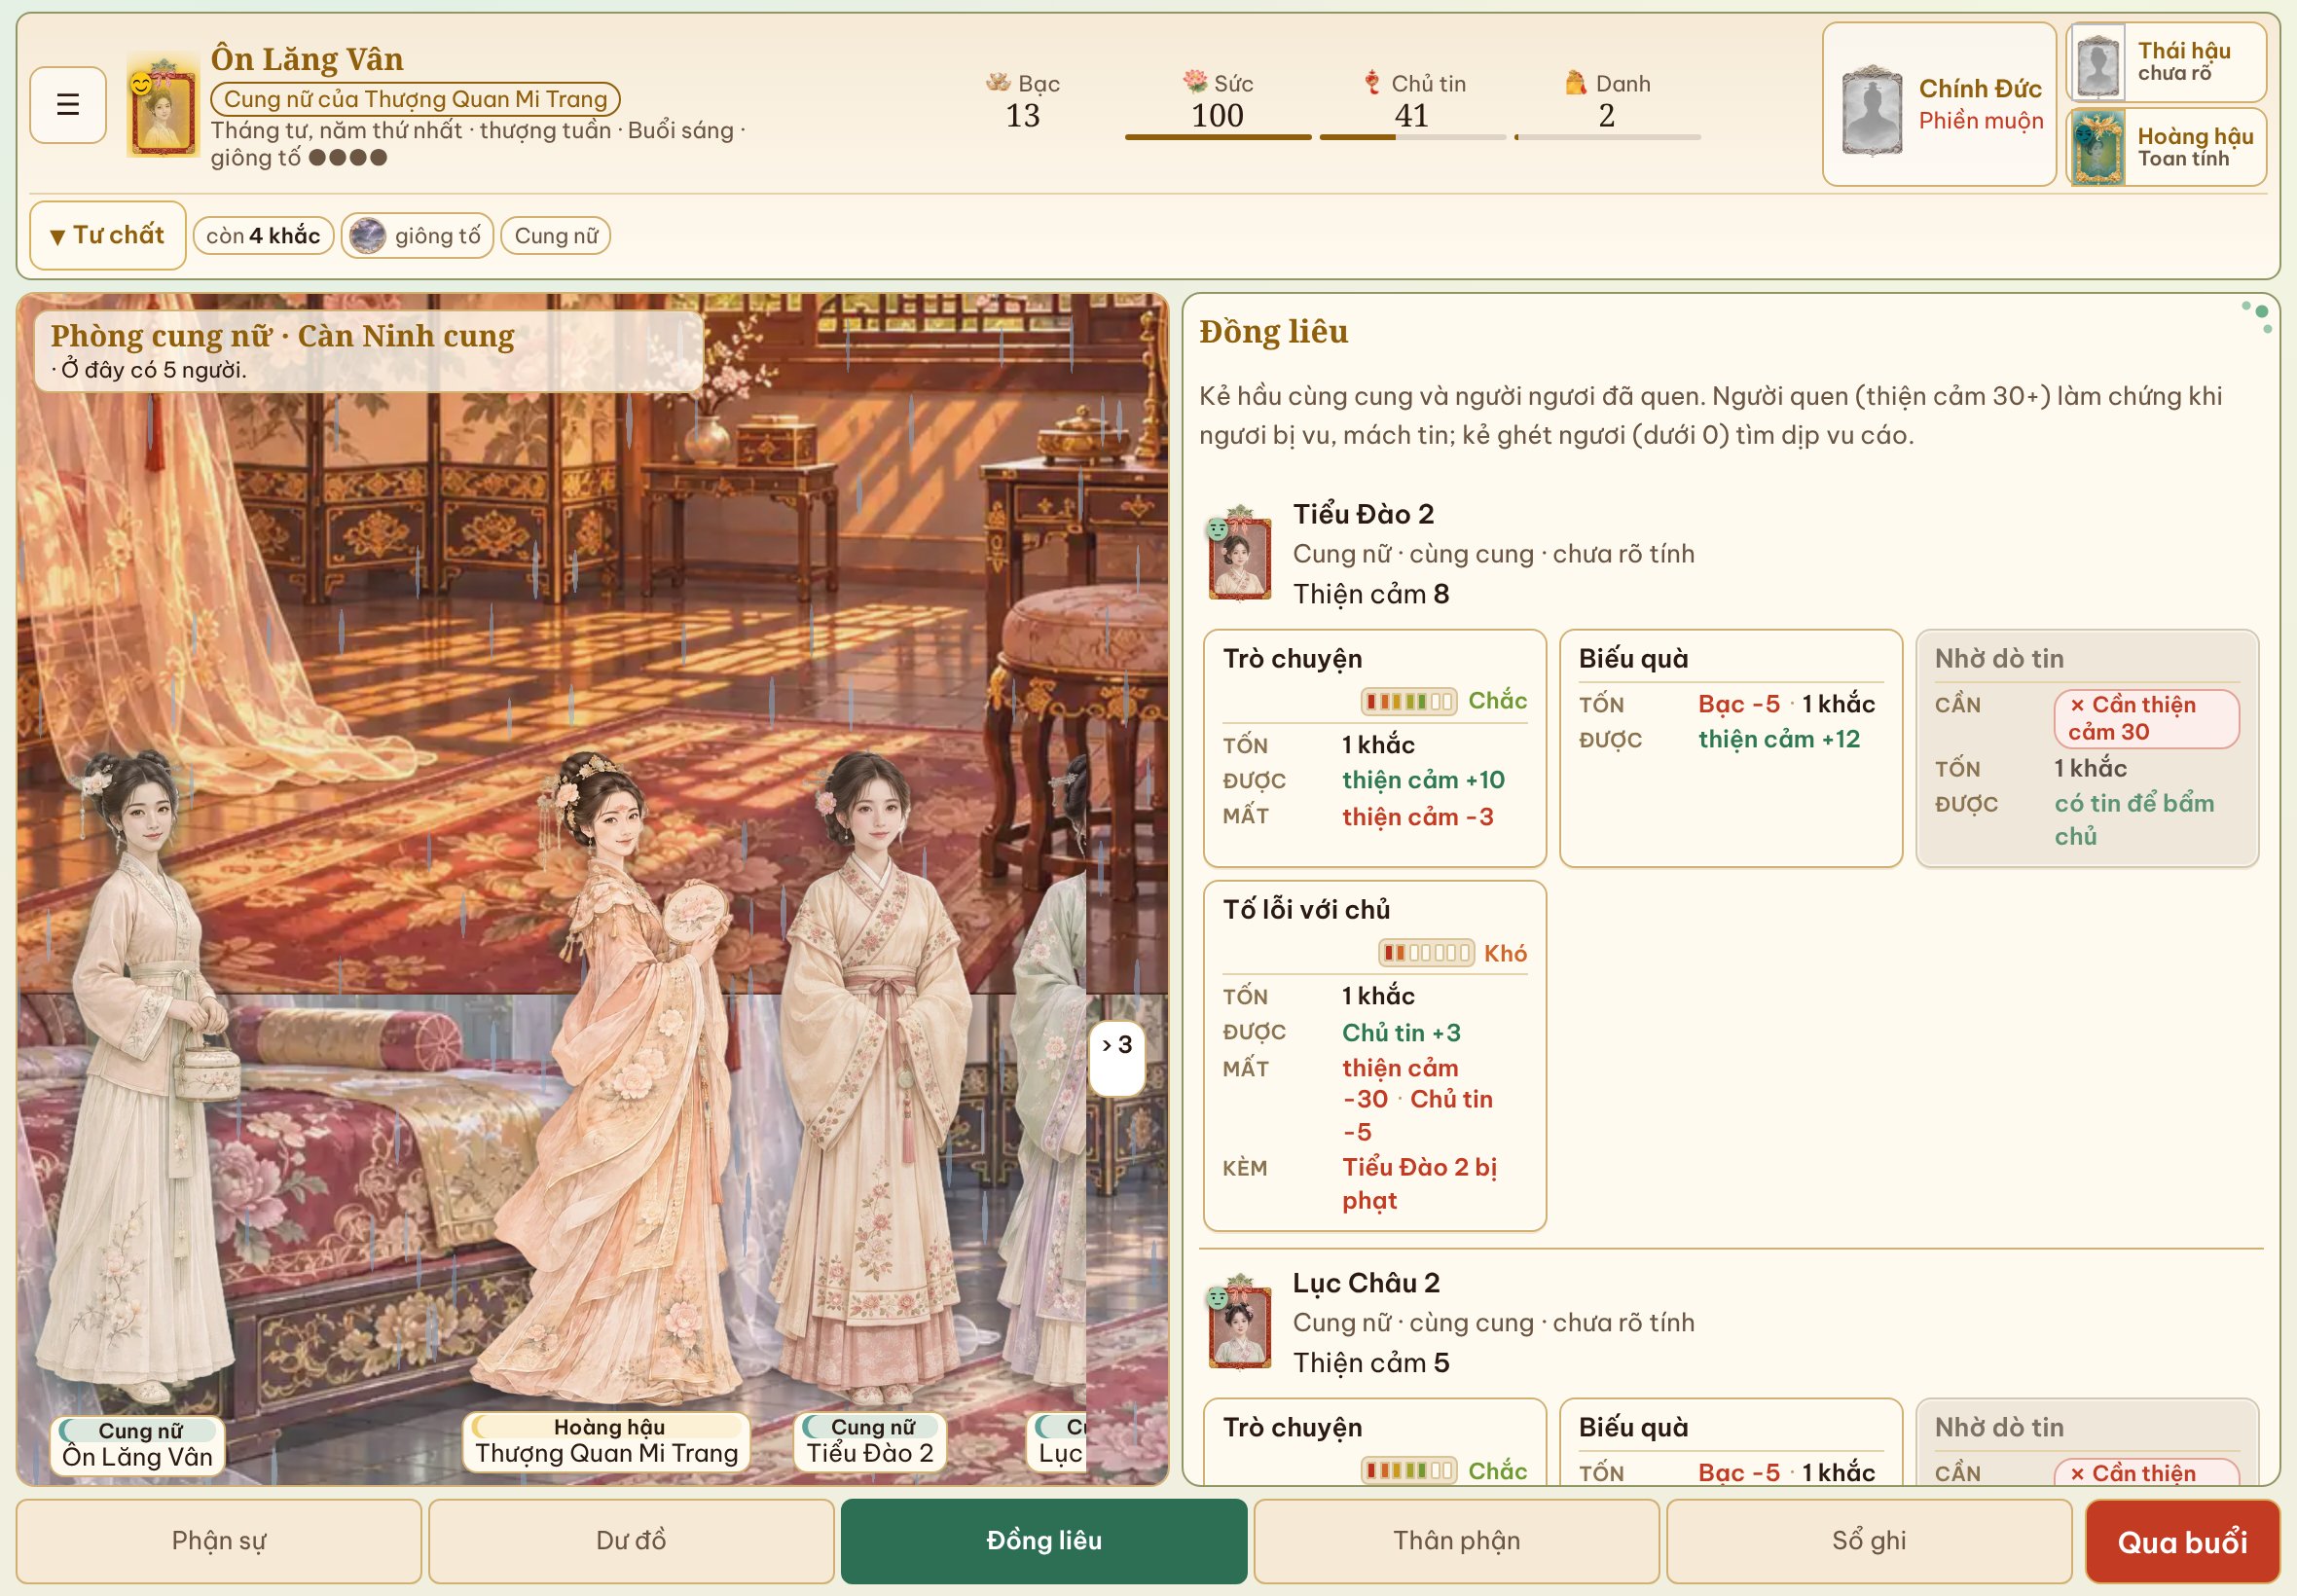 ☰
Ôn Lăng Vân
Cung nữ của Thượng Quan Mi Trang
Tháng tư, năm thứ nhất · thượng tuần · Buổi sáng ·
giông tố ●●●●
Bạc
13
Sức
100
Chủ tin
41
Danh
2
Chính Đức
Phiền muộn
Thái hậu
chưa rõ
Hoàng hậu
Toan tính
▼ Tư chất
còn 4 khắc
giông tố
Cung nữ
Phòng cung nữ · Càn Ninh cung
· Ở đây có 5 người.
› 3
Cung nữ
Ôn Lăng Vân
Hoàng hậu
Thượng Quan Mi Trang
Cung nữ
Tiểu Đào 2
Lục
Đồng liêu
Kẻ hầu cùng cung và người ngươi đã quen. Người quen (thiện cảm 30+) làm chứng khi
ngươi bị vu, mách tin; kẻ ghét ngươi (dưới 0) tìm dịp vu cáo.
Tiểu Đào 2
Cung nữ · cùng cung · chưa rõ tính
Thiện cảm 8
Trò chuyện
Chắc
TỐN 1 khắc
ĐƯỢC thiện cảm +10
MẤT thiện cảm -3
Biếu quà
TỐN Bạc -5 · 1 khắc
ĐƯỢC thiện cảm +12
Nhờ dò tin
CẦN × Cần thiện
cảm 30
TỐN 1 khắc
ĐƯỢC có tin để bẩm
chủ
Tố lỗi với chủ
Khó
TỐN 1 khắc
ĐƯỢC Chủ tin +3
MẤT thiện cảm
-30 · Chủ tin
-5
KÈM Tiểu Đào 2 bị
phạt
Lục Châu 2
Cung nữ · cùng cung · chưa rõ tính
Thiện cảm 5
Trò chuyện
Chắc
Biếu quà
TỐN Bạc -5 · 1 khắc
Nhờ dò tin
CẦN × Cần thiện
Phận sự
Dư đồ
Đồng liêu
Thân phận
Sổ ghi
Qua buổi